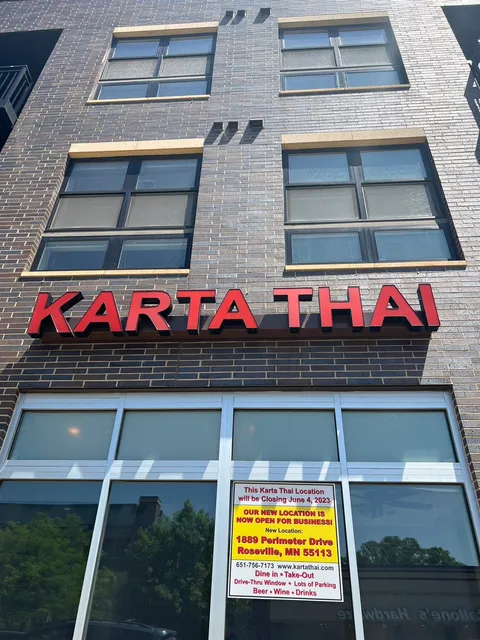 KARTA THAI
This Karta Thai Location
will be Closing June 4, 2023
OUR NEW LOCATION IS
NOW OPEN FOR BUSINESS!
New Location:
1889 Perimeter Drive
Roseville, MN 55113
651-756-7173 www.kartathai.com
Dine in • Take-Out
Drive-Thru Window • Lots of Parking
Beer • Wine • Drinks
Hardware